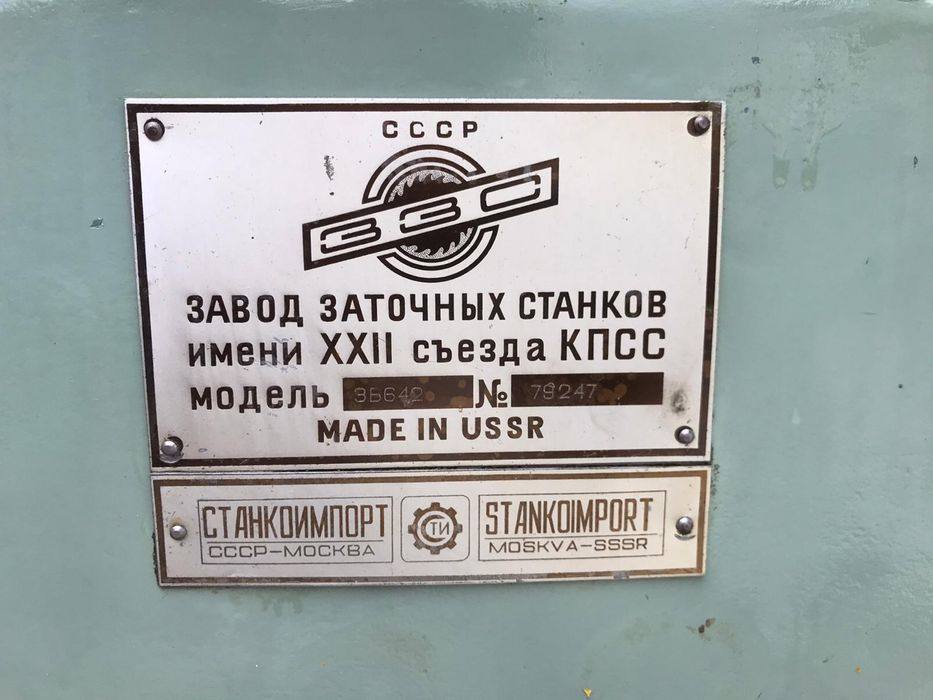 СССР
ЗЗС
ЗАВОД ЗАТОЧНЫХ СТАНКОВ
имени XXII съезда КПСС
модель 3Б642 № 79247
MADE IN USSR
СТАНКОИМПОРТ
СССР–МОСКВА
СТИ
STANKOIMPORT
MOSKVA–SSSR